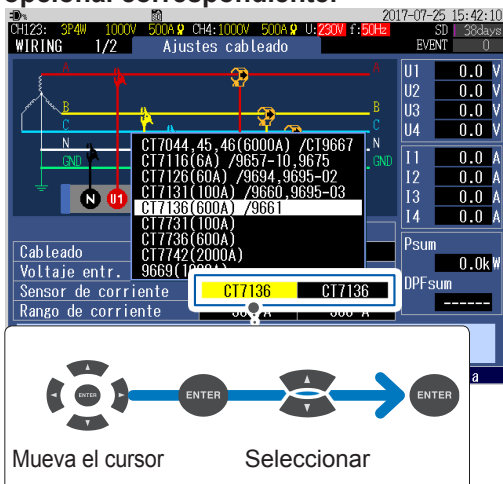 opcional correspondiente.
2017-07-25 15:42:10
CH123: 3P4W 1000V 500A CH4:1000V 500A U:230V f:50Hz SD 38days
WIRING 1/2 Ajustes cableado EVENT 0
A A
B B
C C
N N
GND GND
N U1
CT7044,45,46(6000A) /CT9667
CT7116(6A) /9657-10,9675
CT7126(60A) /9694,9695-02
CT7131(100A) /9660,9695-03
CT7136(600A) /9661
CT7731(100A)
CT7736(600A)
CT7742(2000A)
9669(1000A)
U1 0.0 V
U2 0.0 V
U3 0.0 V
U4 0.0 V
I1 0.0 A
I2 0.0 A
I3 0.0 A
I4 0.0 A
Psum
0.0kW
DPFsum
------
Cableado
Voltaje entr.
Sensor de corriente CT7136 CT7136
Rango de corriente
a
ENTER ENTER ENTER
Mueva el cursor Seleccionar